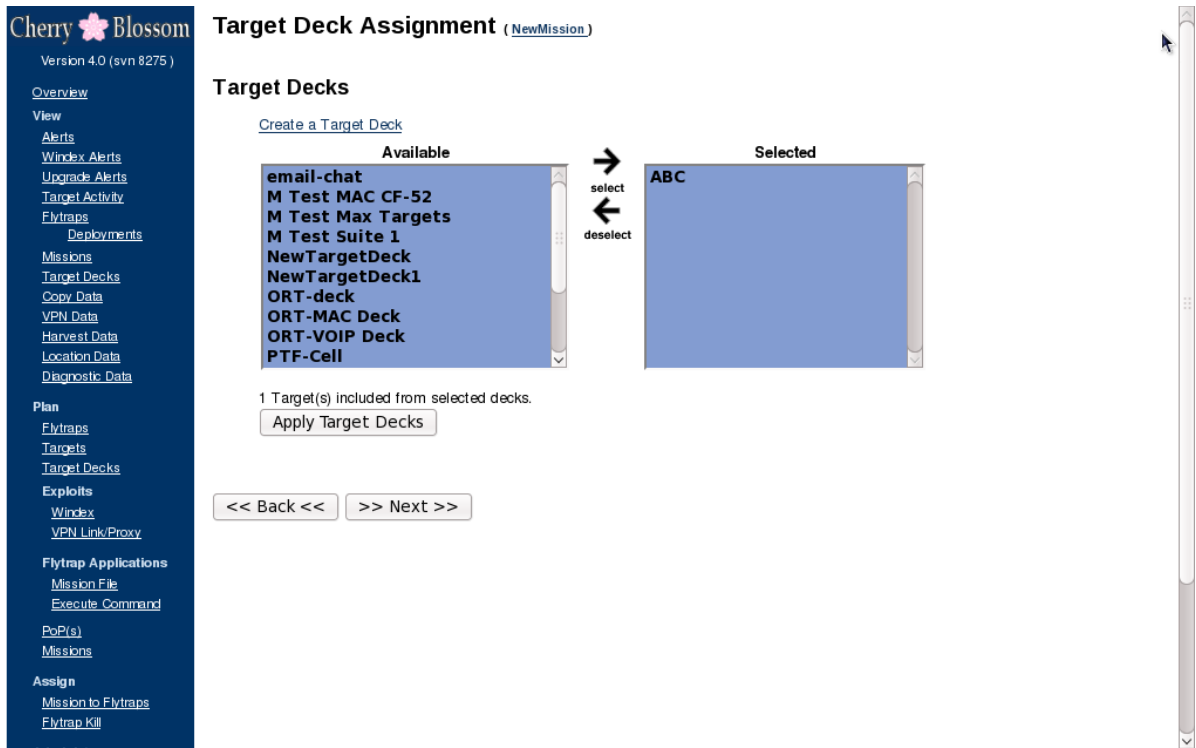 Cherry Blossom
Version 4.0 (svn 8275 )
Overview
View
Alerts
Windex Alerts
Upgrade Alerts
Target Activity
Flytraps
Deployments
Missions
Target Decks
Copy Data
VPN Data
Harvest Data
Location Data
Diagnostic Data
Plan
Flytraps
Targets
Target Decks
Exploits
Windex
VPN Link/Proxy
Flytrap Applications
Mission File
Execute Command
PoP(s)
Missions
Assign
Mission to Flytraps
Flytrap Kill
Target Deck Assignment ( NewMission )
Target Decks
Create a Target Deck
Available
email-chat
M Test MAC CF-52
M Test Max Targets
M Test Suite 1
NewTargetDeck
NewTargetDeck1
ORT-deck
ORT-MAC Deck
ORT-VOIP Deck
PTF-Cell
select
deselect
Selected
ABC
1 Target(s) included from selected decks.
Apply Target Decks
<< Back << >> Next >>